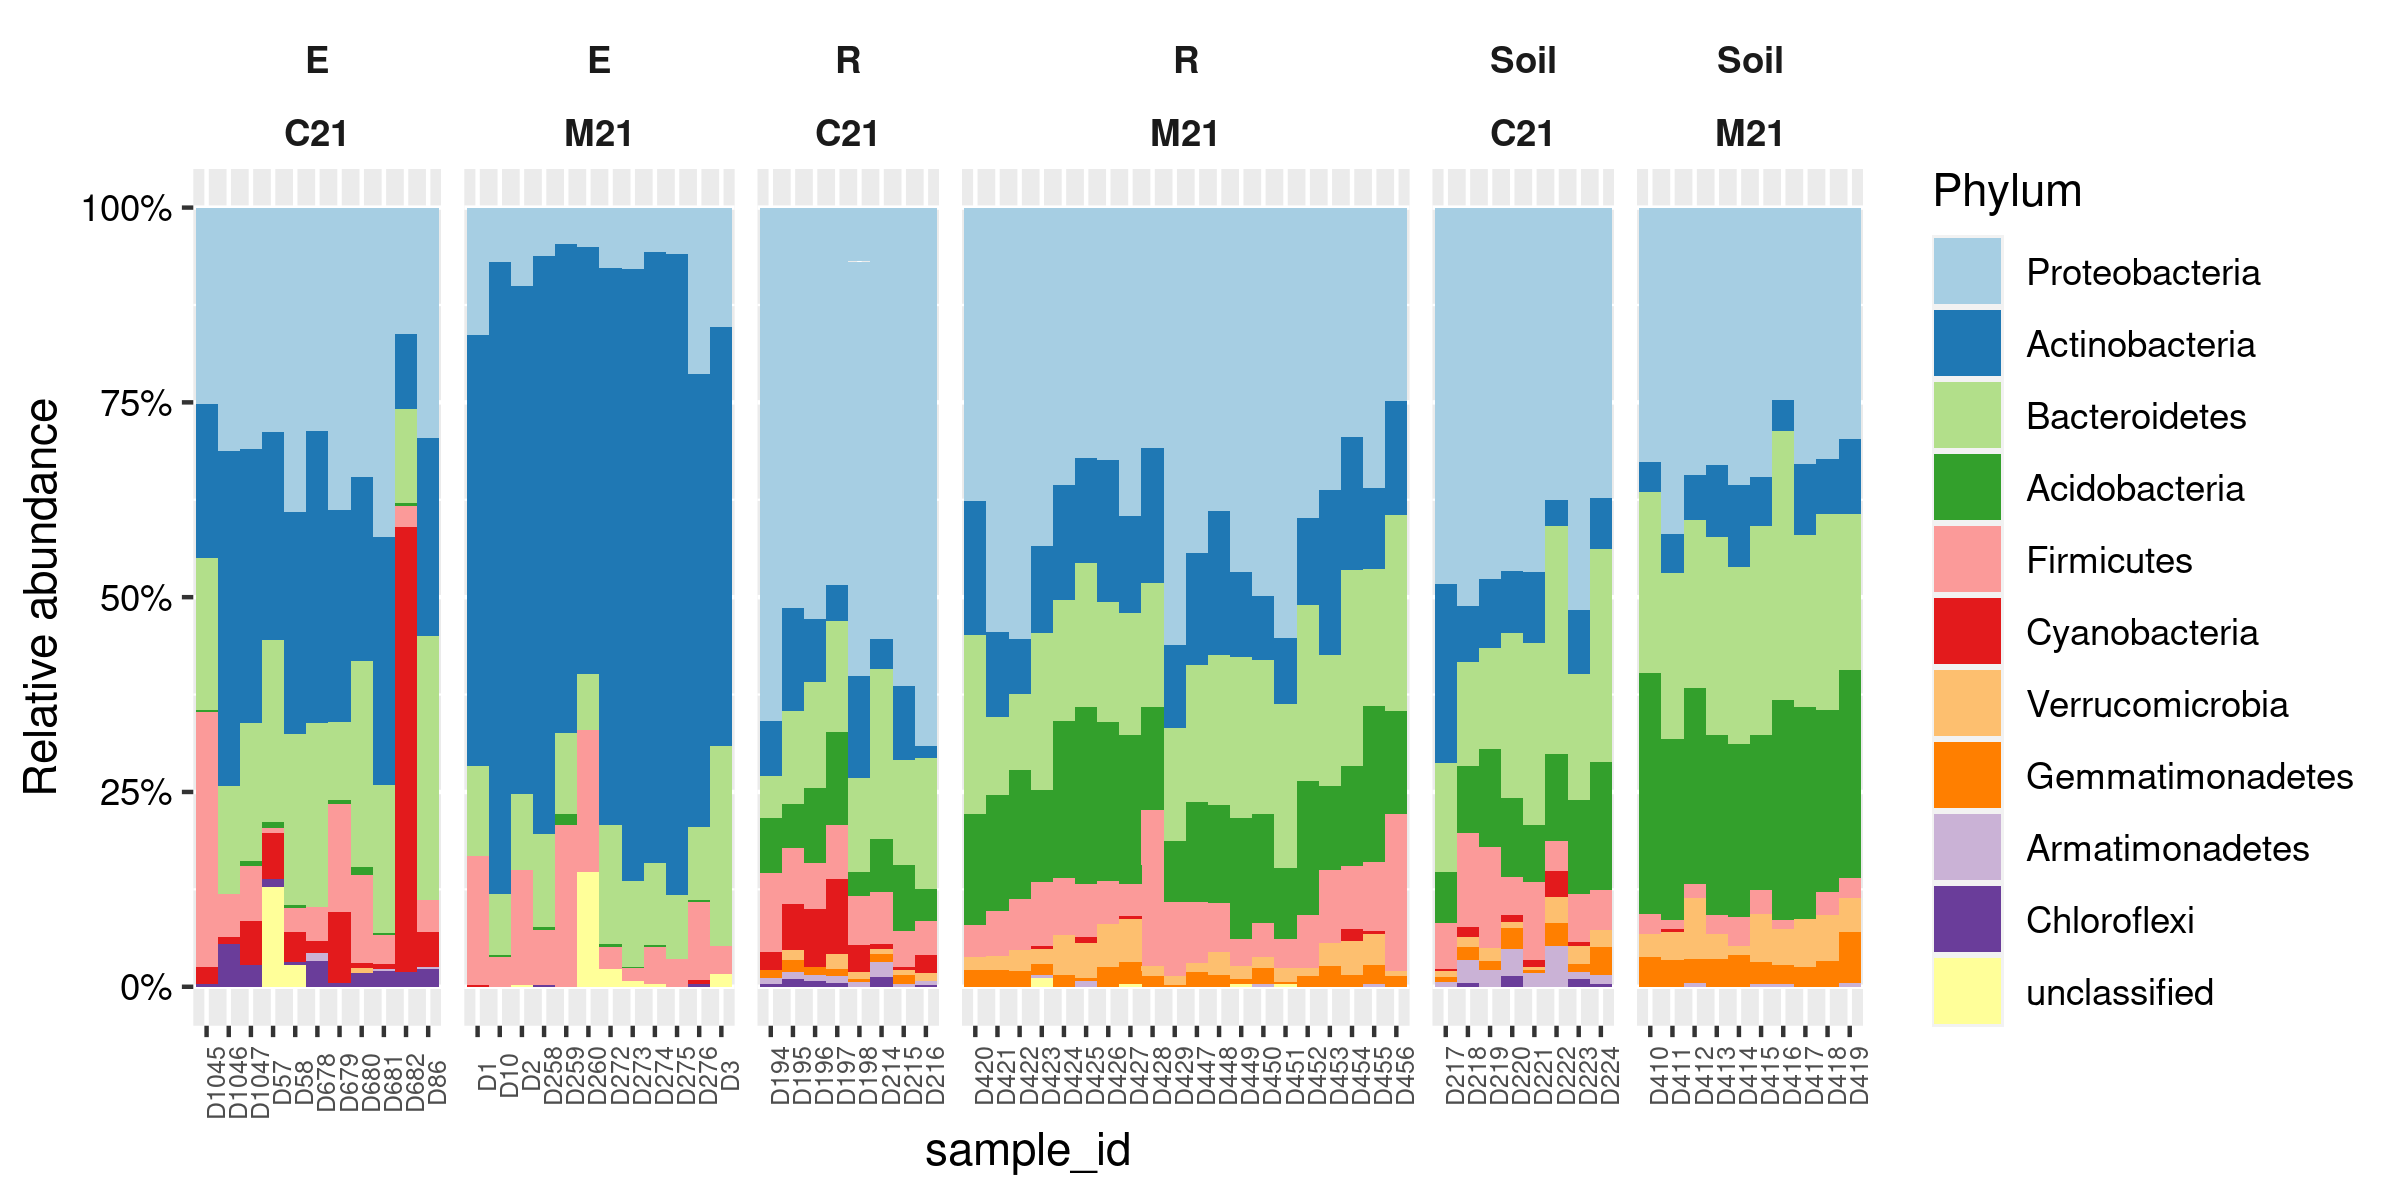 E E R R Soil Soil
C21 M21 C21 M21 C21 M21
Phylum
Proteobacteria
Actinobacteria
Bacteroidetes
Acidobacteria
Firmicutes
Cyanobacteria
Verrucomicrobia
Gemmatimonadetes
Armatimonadetes
Chloroflexi
unclassified
Relative abundance
100%
75%
50%
25%
0%
D1045 D1046 D1047 D57 D58 D678 D679 D680 D681 D682 D86
D1 D10 D2 D258 D259 D260 D272 D273 D274 D275 D276 D3
D194 D195 D196 D197 D198 D214 D215 D216
D420 D421 D422 D423 D424 D425 D426 D427 D428 D429 D447 D448 D449 D450 D451 D452 D453 D454 D455 D456
D217 D218 D219 D220 D221 D222 D223 D224
D410 D411 D412 D413 D414 D415 D416 D417 D418 D419
sample_id